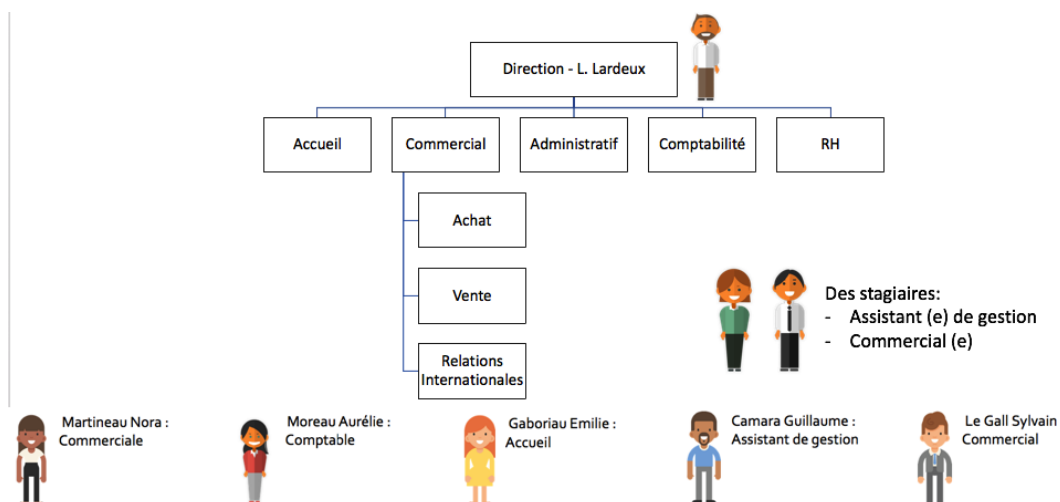 Direction - L. Lardeux
Accueil
Commercial
Administratif
Comptabilité
RH
Achat
Vente
Relations
Internationales
Des stagiaires:
- Assistant (e) de gestion
- Commercial (e)
Martineau Nora :
Commerciale
Moreau Aurélie :
Comptable
Gaboriau Emilie :
Accueil
Camara Guillaume :
Assistant de gestion
Le Gall Sylvain
Commercial